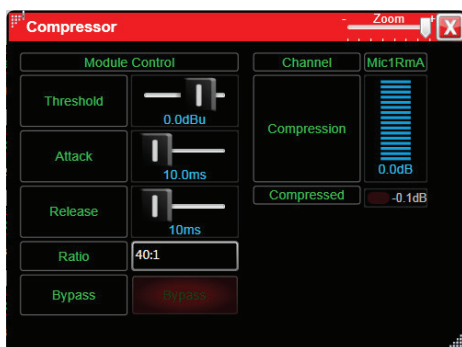 Compressor
- Zoom +
X
Module Control
Threshold
0.0dBu
Attack
10.0ms
Release
10ms
Ratio
40:1
Bypass
Bypass
Channel
Mic1RmA
Compression
0.0dB
Compressed
-0.1dB